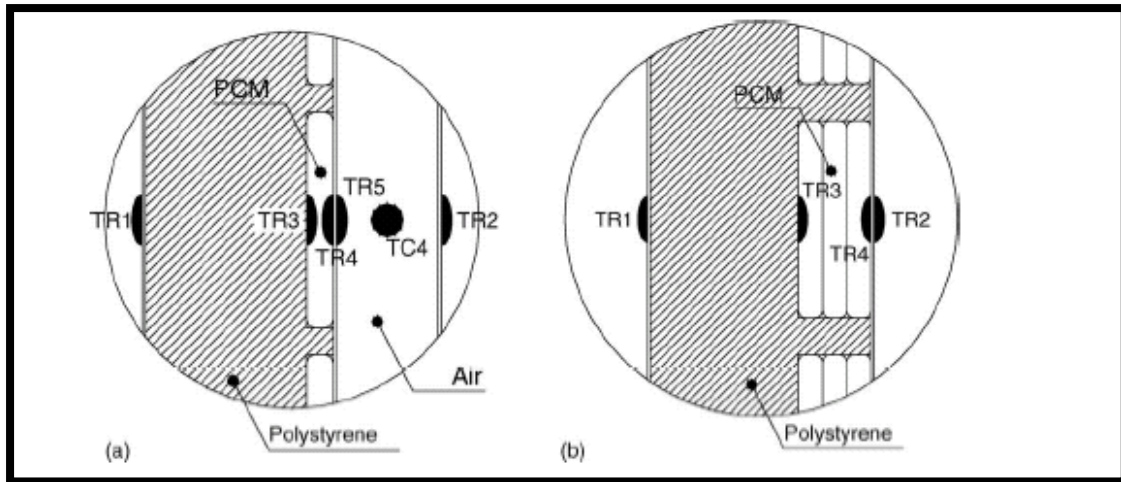 PCM
TR5
TR1
TR3
TR2
TC4
TR4
Air
Polystyrene
(a)
PCM
TR3
TR1
TR2
TR4
Polystyrene
(b)